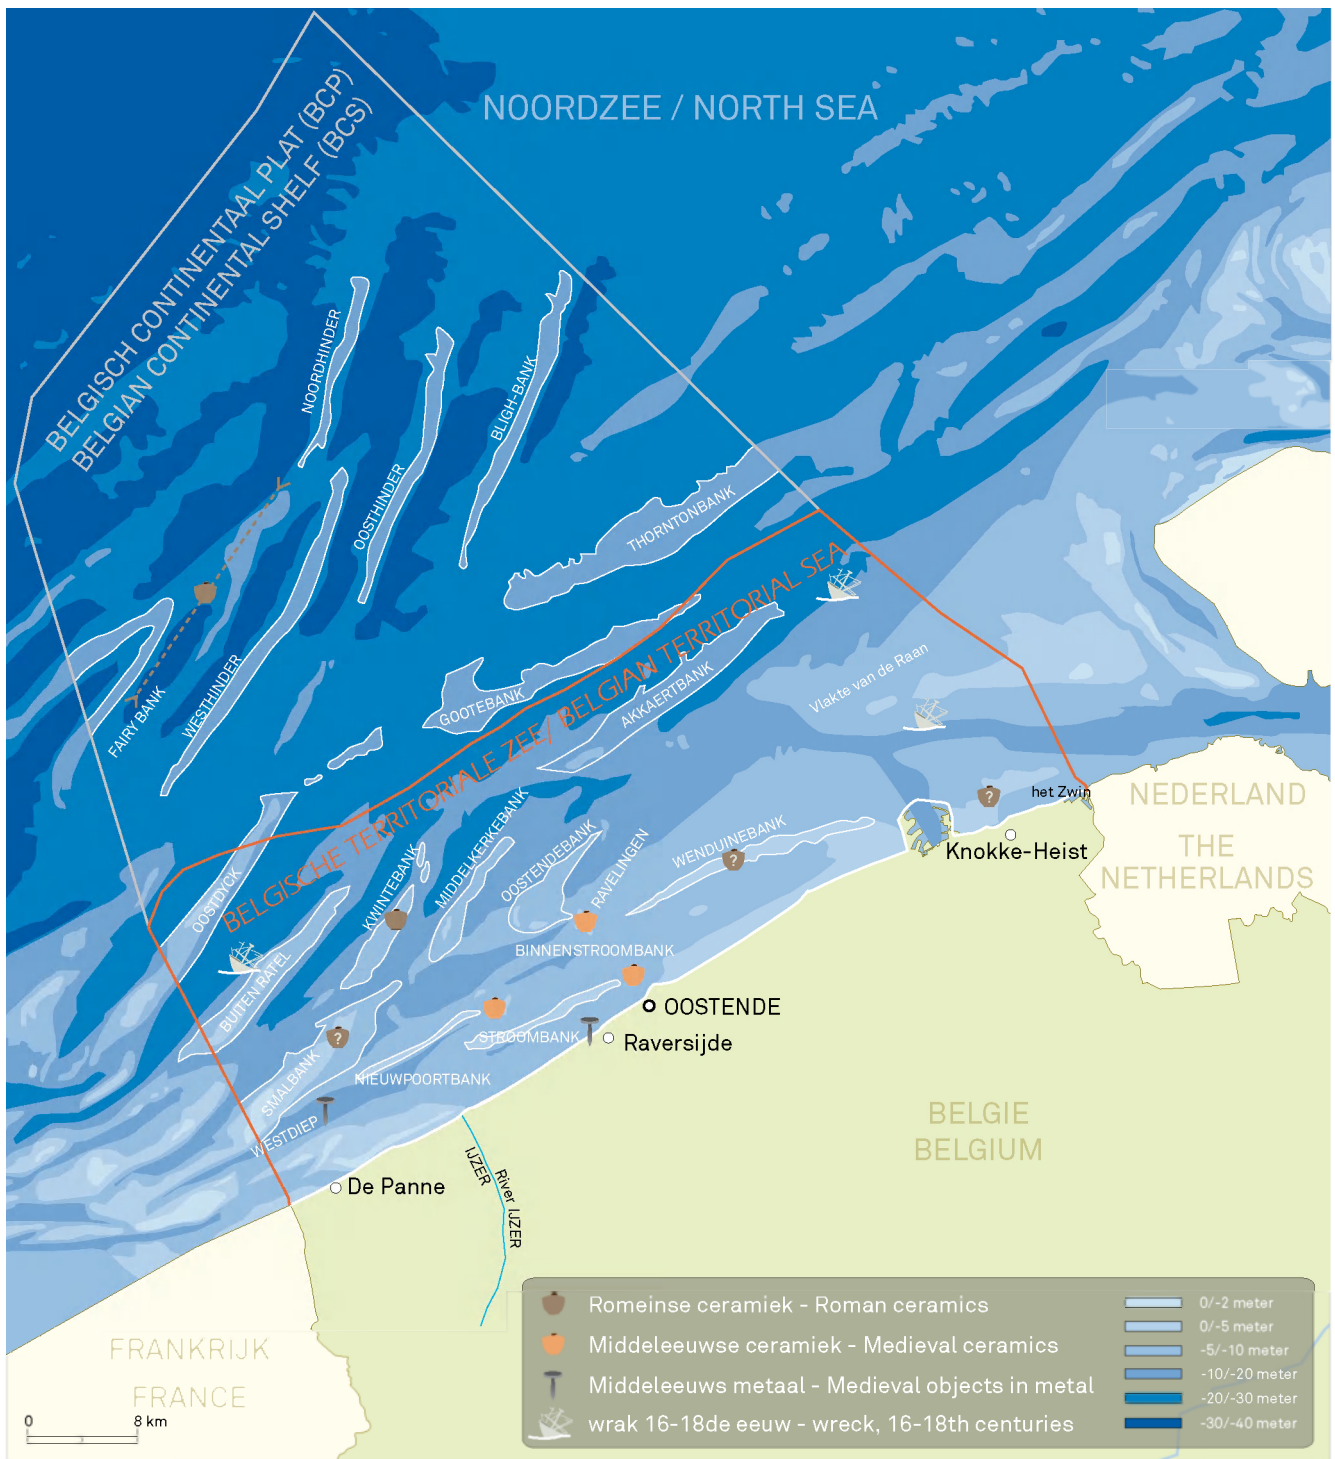 NOORDZEE / NORTH SEA
BELGISCH CONTINENTAAL PLAT (BCP)
BELGIAN CONTINENTAL SHELF (BCS)
NOORDHINDER
BLIGH-BANK
OOSTHINDER
THORNTONBANK
BELGISCHE TERRITORIALE ZEE/ BELGIAN TERRITORIAL SEA
WESTHINDER
FAIRY BANK
GOOTEBANK
AKKAERTBANK
Vlakte van de Raan
het Zwin
NEDERLAND
THE
NETHERLANDS
Knokke-Heist
WENDUINEBANK
OOSTDYCK
KWINTEBANK
MIDDELKERKEBANK
OOSTENDEBANK
RAVELINGEN
?
?
BINNENSTROOMBANK
BUITEN RATEL
OOSTENDE
Raversijde
STROOMBANK
?
SMALBANK
NIEUWPOORTBANK
WESTDIEP
De Panne
IJZER
River IJZER
BELGIE
BELGIUM
FRANKRIJK
FRANCE
0 8 km
Romeinse ceramiek - Roman ceramics
Middeleeuwse ceramiek - Medieval ceramics
Middeleeuws metaal - Medieval objects in metal
wrak 16-18de eeuw - wreck, 16-18th centuries
0/-2 meter
0/-5 meter
-5/-10 meter
-10/-20 meter
-20/-30 meter
-30/-40 meter